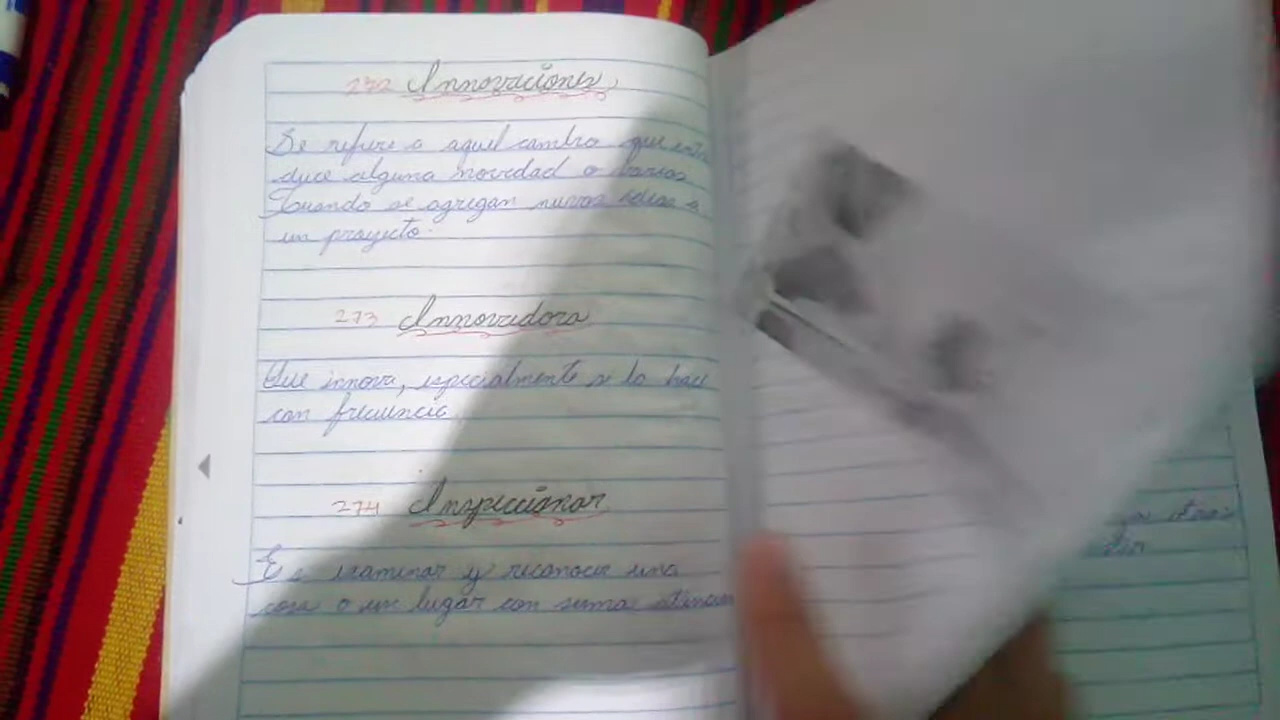 272 Innovaciones
Se refiere a aquel cambio que intro
duce alguna novedad o varias
Cuando se agregan nuevas ideas a
un proyecto.
273 Innovadora
Que innova, especialmente si lo hace
con frecuencia
274 Inspeccionar
Es examinar y reconocer una
cosa o un lugar con suma atención